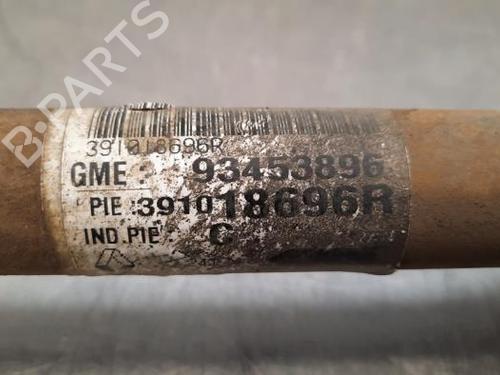 391018696R
GME : 93453896
PIE : 391018696R
IND.PIE C
B-PARTS